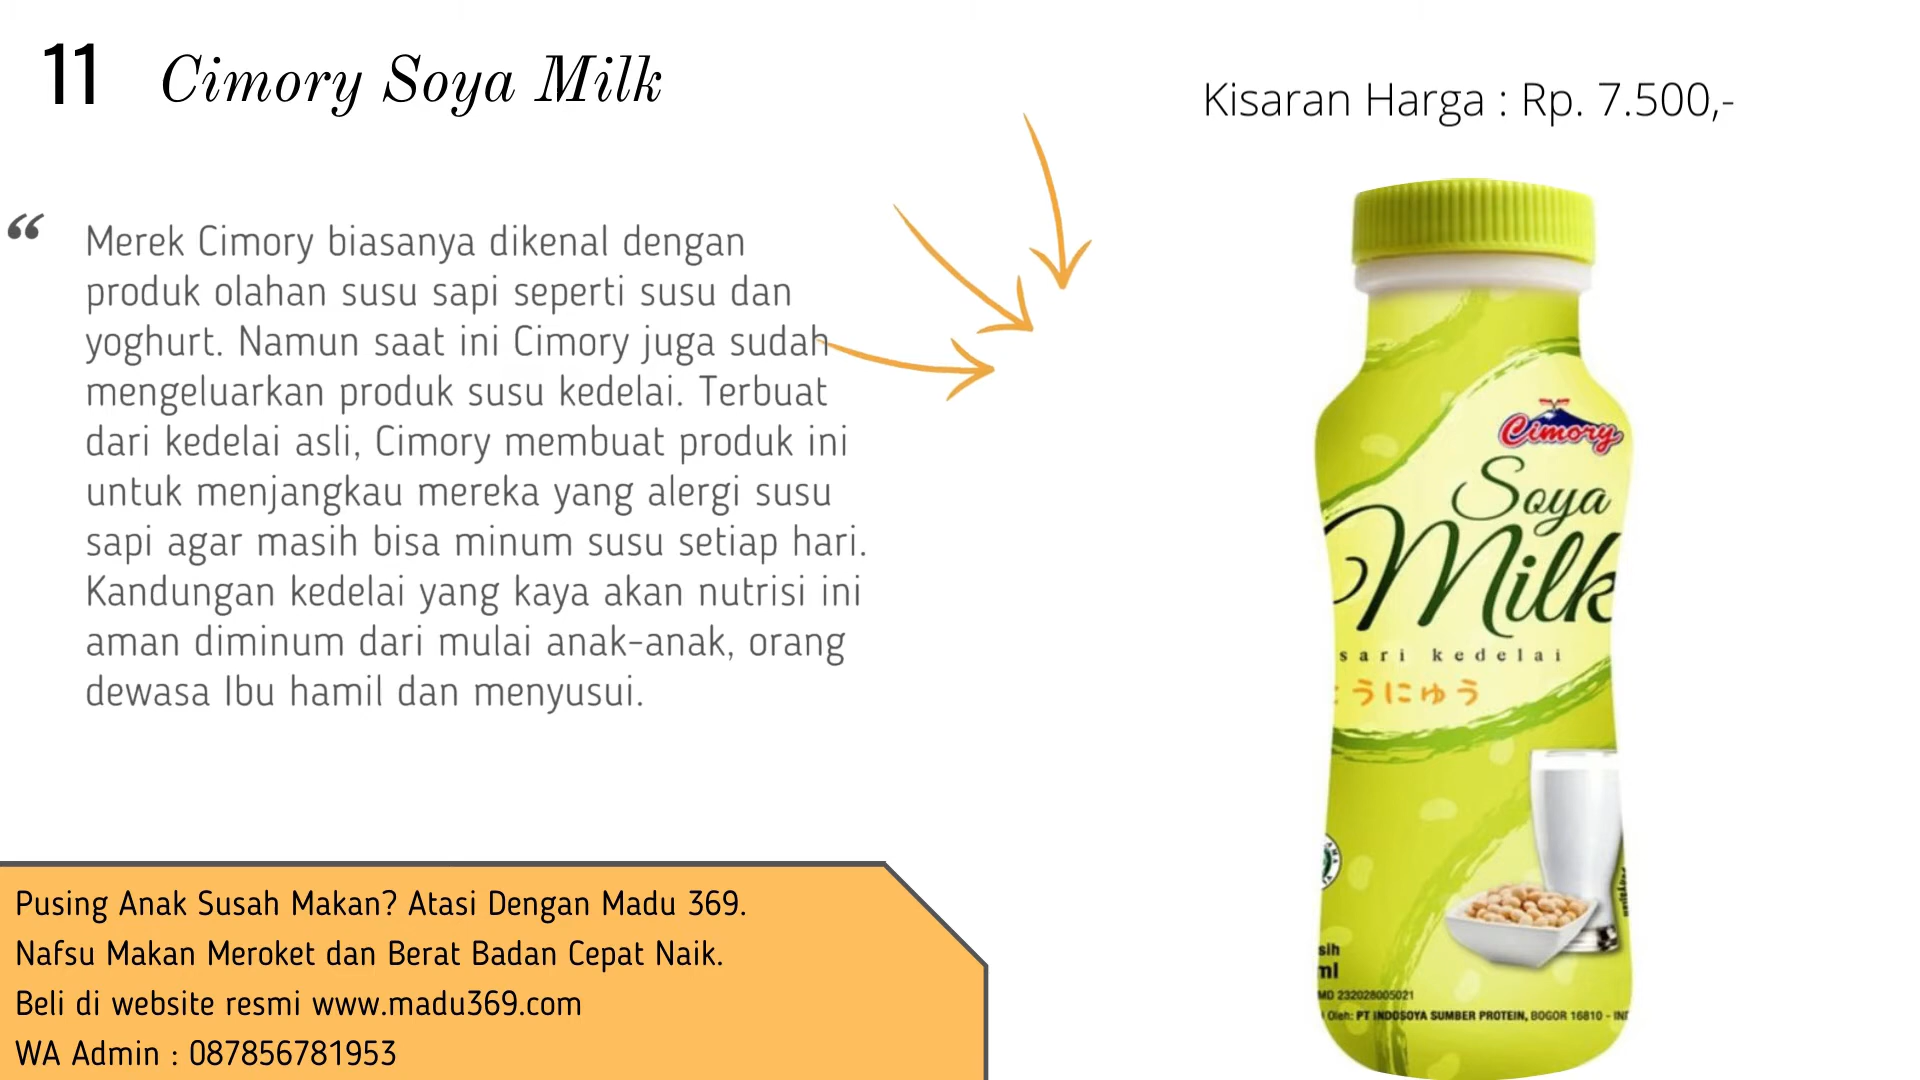 11 Cimory Soya Milk
Kisaran Harga : Rp. 7.500,-
“
Merek Cimory biasanya dikenal dengan
produk olahan susu sapi seperti susu dan
yoghurt. Namun saat ini Cimory juga sudah
mengeluarkan produk susu kedelai. Terbuat
dari kedelai asli, Cimory membuat produk ini
untuk menjangkau mereka yang alergi susu
sapi agar masih bisa minum susu setiap hari.
Kandungan kedelai yang kaya akan nutrisi ini
aman diminum dari mulai anak-anak, orang
dewasa Ibu hamil dan menyusui.
Cimory
Soya
Milk
sari kedelai
うにゅう
sih
ml
MD 232028005021
Oleh: PT INDOSOYA SUMBER PROTEIN, BOGOR 16810 - IN
Pusing Anak Susah Makan? Atasi Dengan Madu 369.
Nafsu Makan Meroket dan Berat Badan Cepat Naik.
Beli di website resmi www.madu369.com
WA Admin : 087856781953